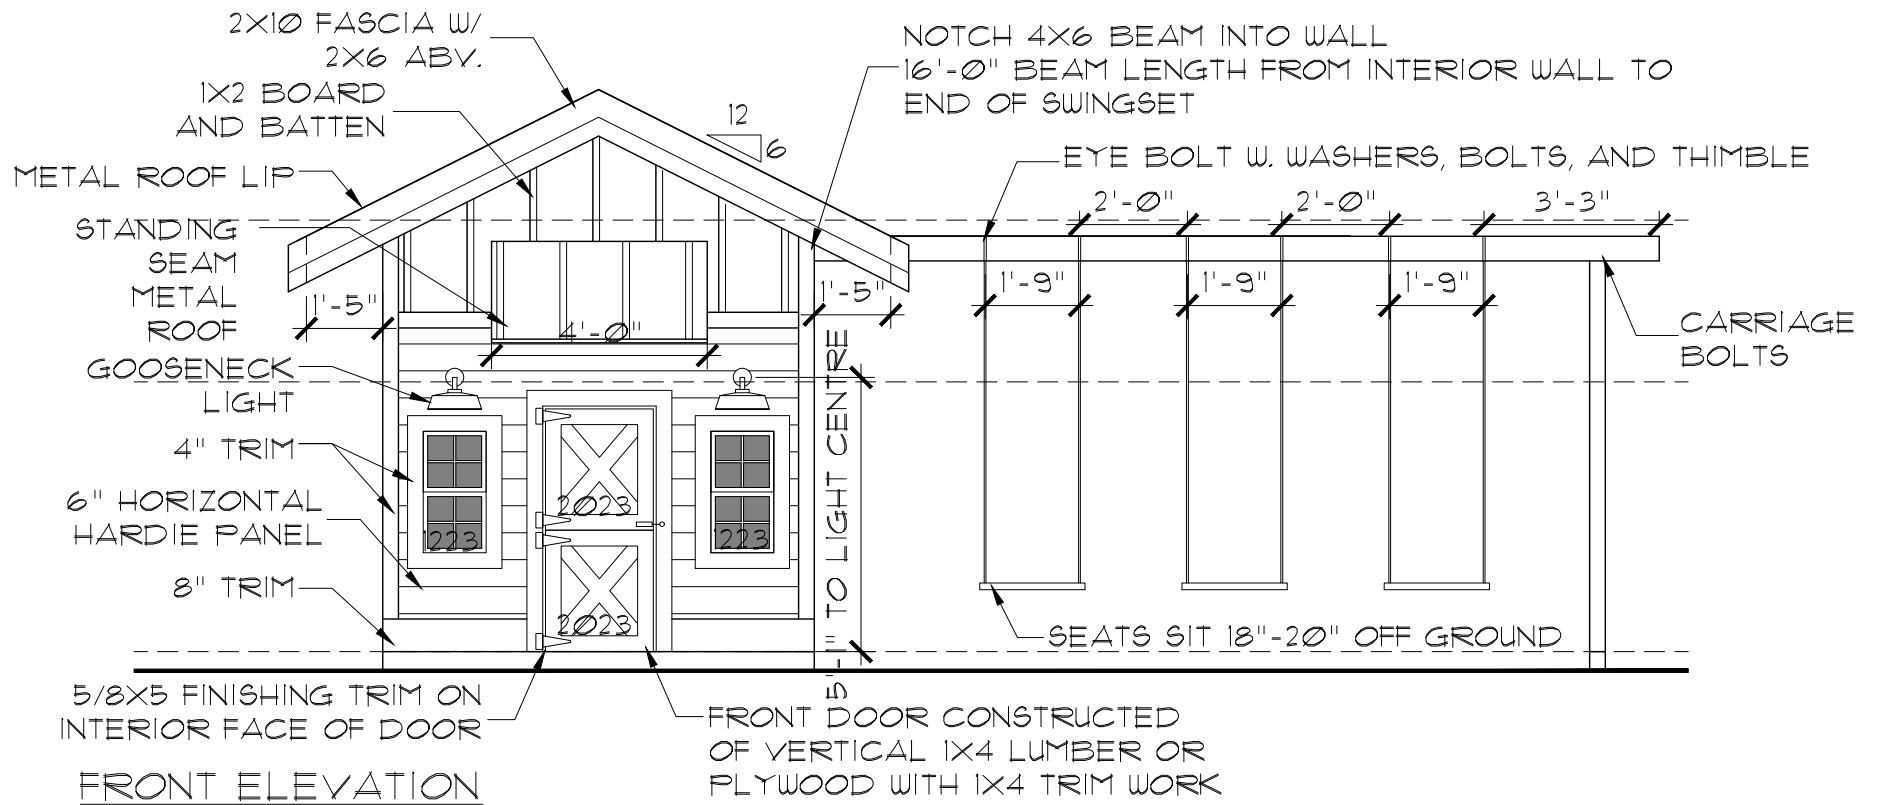 2X10 FASCIA W/
2X6 ABV.
1X2 BOARD
AND BATTEN
METAL ROOF LIP
STANDING
SEAM
METAL
ROOF
GOOSENECK
LIGHT
4" TRIM
6" HORIZONTAL
HARDIE PANEL
8" TRIM
5/8X5 FINISHING TRIM ON
INTERIOR FACE OF DOOR
FRONT ELEVATION
12
6
1'-5"
4'-0"
1'-5"
2023
2023
1223
1223
5'-1" TO LIGHT CENTRE
NOTCH 4X6 BEAM INTO WALL
16'-0" BEAM LENGTH FROM INTERIOR WALL TO
END OF SWINGSET
EYE BOLT W. WASHERS, BOLTS, AND THIMBLE
2'-0"
2'-0"
3'-3"
1'-9"
1'-9"
1'-9"
CARRIAGE
BOLTS
SEATS SIT 18"-20" OFF GROUND
FRONT DOOR CONSTRUCTED
OF VERTICAL 1X4 LUMBER OR
PLYWOOD WITH 1X4 TRIM WORK